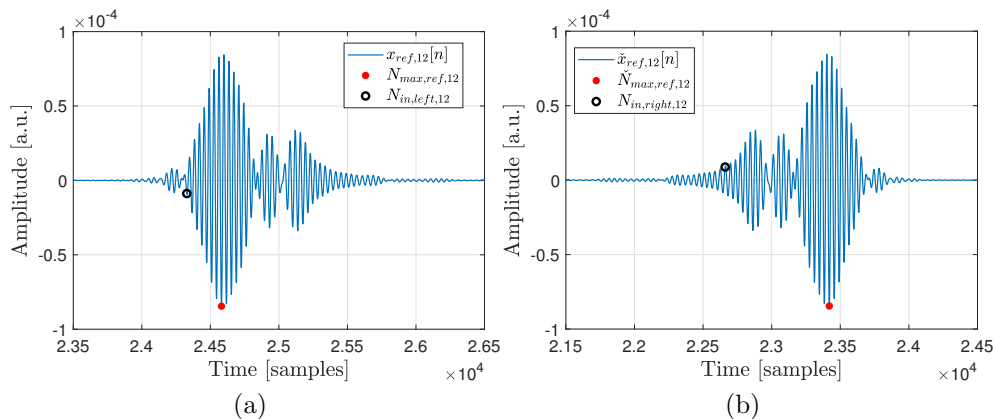 ×10⁻⁴
1
0.5
0
-0.5
-1
Amplitude [a.u.]
x_{ref,12}[n]
N_{max,ref,12}
N_{in,left,12}
2.35 2.4 2.45 2.5 2.55 2.6 2.65
Time [samples]
×10⁴
(a)
×10⁻⁴
1
0.5
0
-0.5
-1
Amplitude [a.u.]
x̌_{ref,12}[n]
Ň_{max,ref,12}
N_{in,right,12}
2.15 2.2 2.25 2.3 2.35 2.4 2.45
Time [samples]
×10⁴
(b)